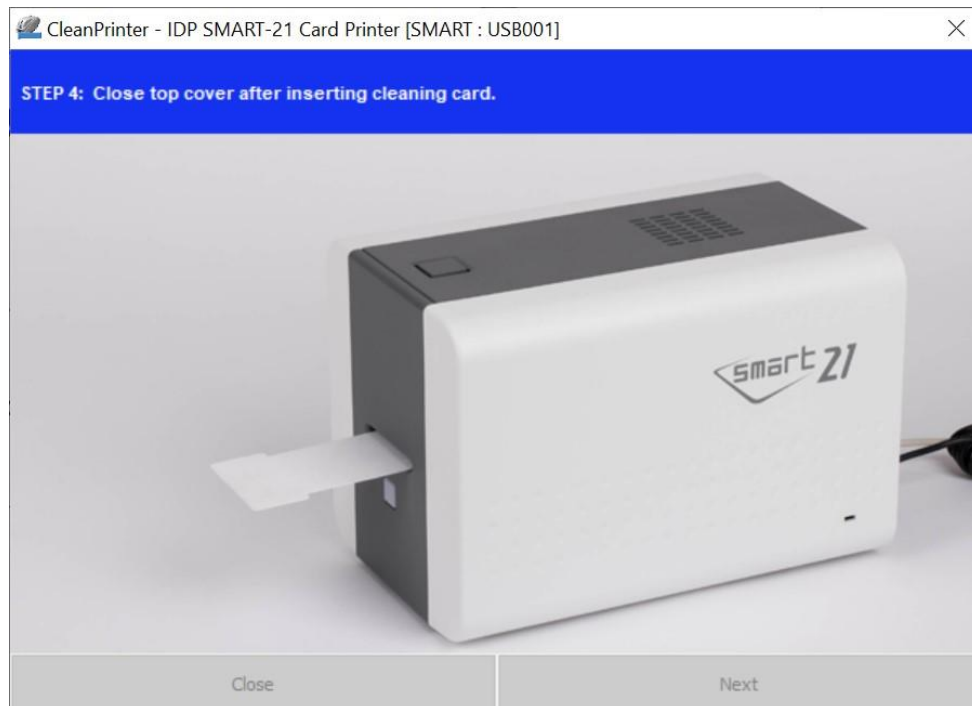 CleanPrinter - IDP SMART-21 Card Printer [SMART : USB001]
STEP 4: Close top cover after inserting cleaning card.
smart 21
Close
Next